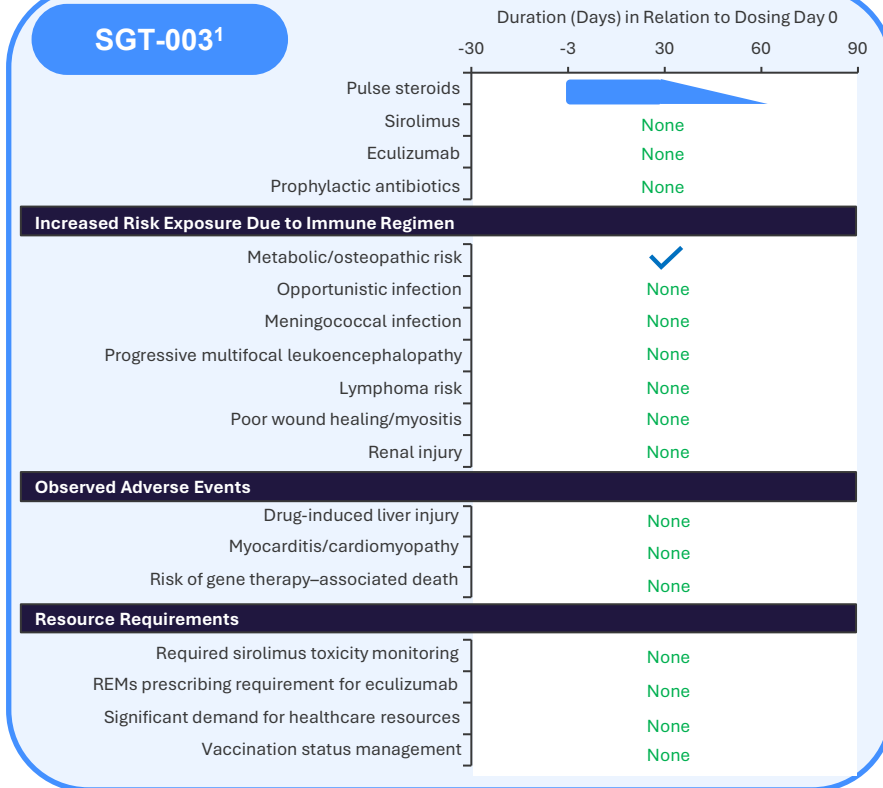 SGT-003¹
Duration (Days) in Relation to Dosing Day 0
-30 -3 30 60 90
Pulse steroids
Sirolimus None
Eculizumab None
Prophylactic antibiotics None
Increased Risk Exposure Due to Immune Regimen
Metabolic/osteopathic risk
Opportunistic infection None
Meningococcal infection None
Progressive multifocal leukoencephalopathy None
Lymphoma risk None
Poor wound healing/myositis None
Renal injury None
Observed Adverse Events
Drug-induced liver injury None
Myocarditis/cardiomyopathy None
Risk of gene therapy–associated death None
Resource Requirements
Required sirolimus toxicity monitoring None
REMs prescribing requirement for eculizumab None
Significant demand for healthcare resources None
Vaccination status management None